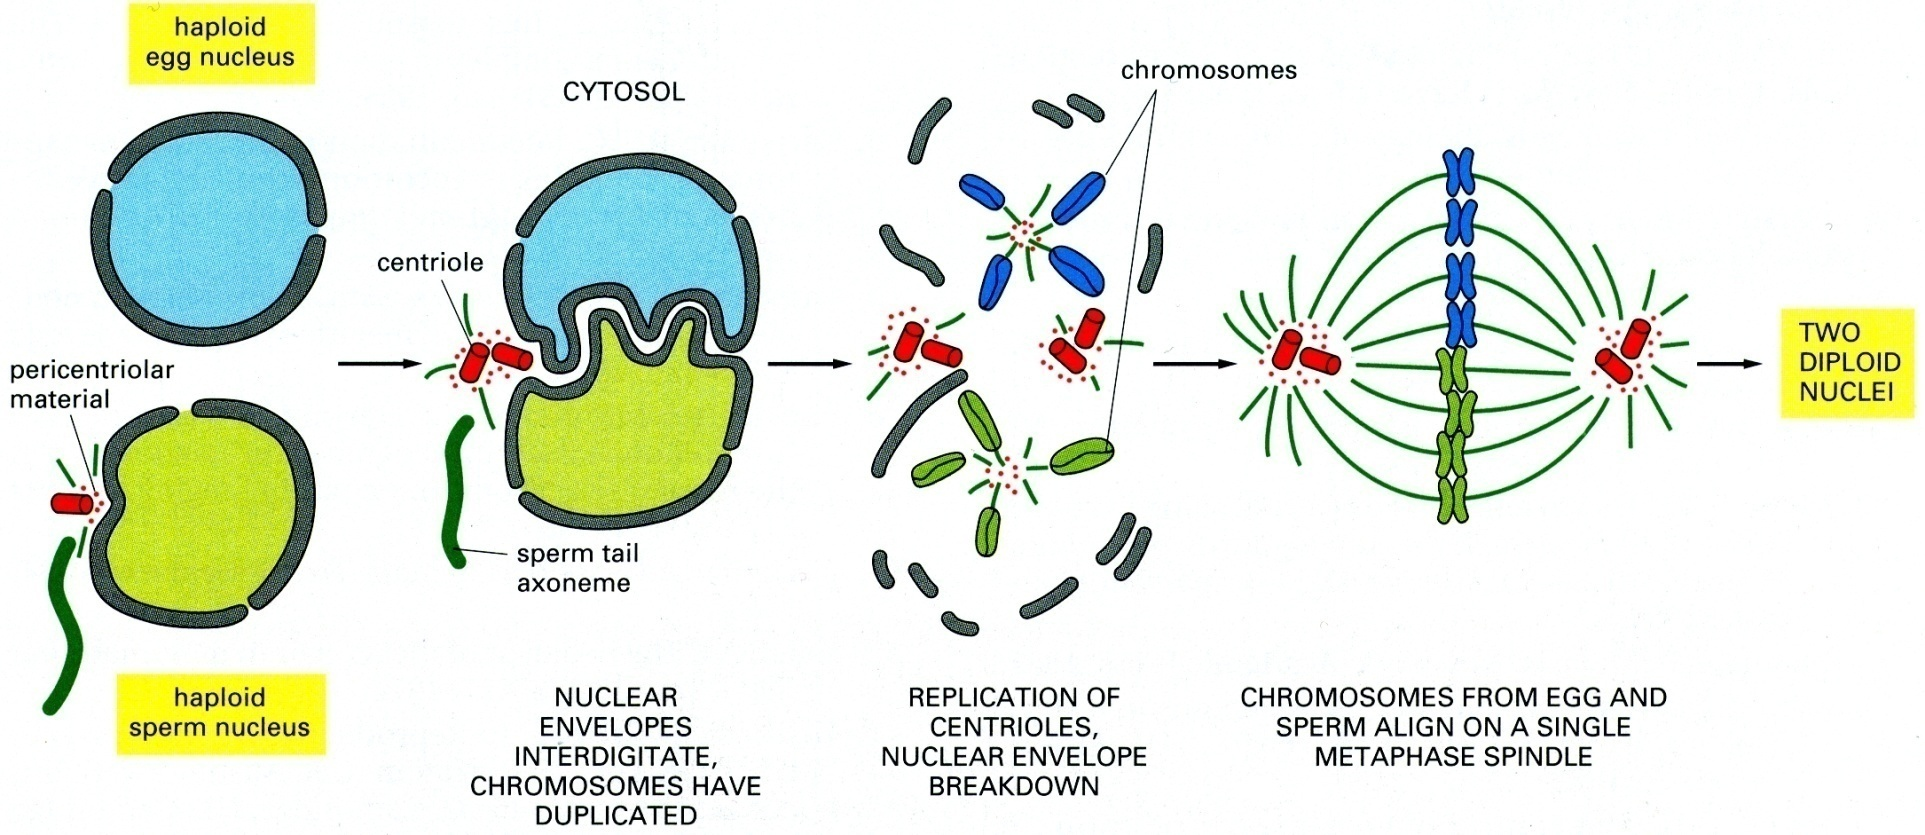 haploid
egg nucleus
pericentriolar
material
haploid
sperm nucleus
CYTOSOL
centriole
sperm tail
axoneme
NUCLEAR
ENVELOPES
INTERDIGITATE,
CHROMOSOMES HAVE
DUPLICATED
chromosomes
REPLICATION OF
CENTRIOLES,
NUCLEAR ENVELOPE
BREAKDOWN
CHROMOSOMES FROM EGG AND
SPERM ALIGN ON A SINGLE
METAPHASE SPINDLE
TWO
DIPLOID
NUCLEI